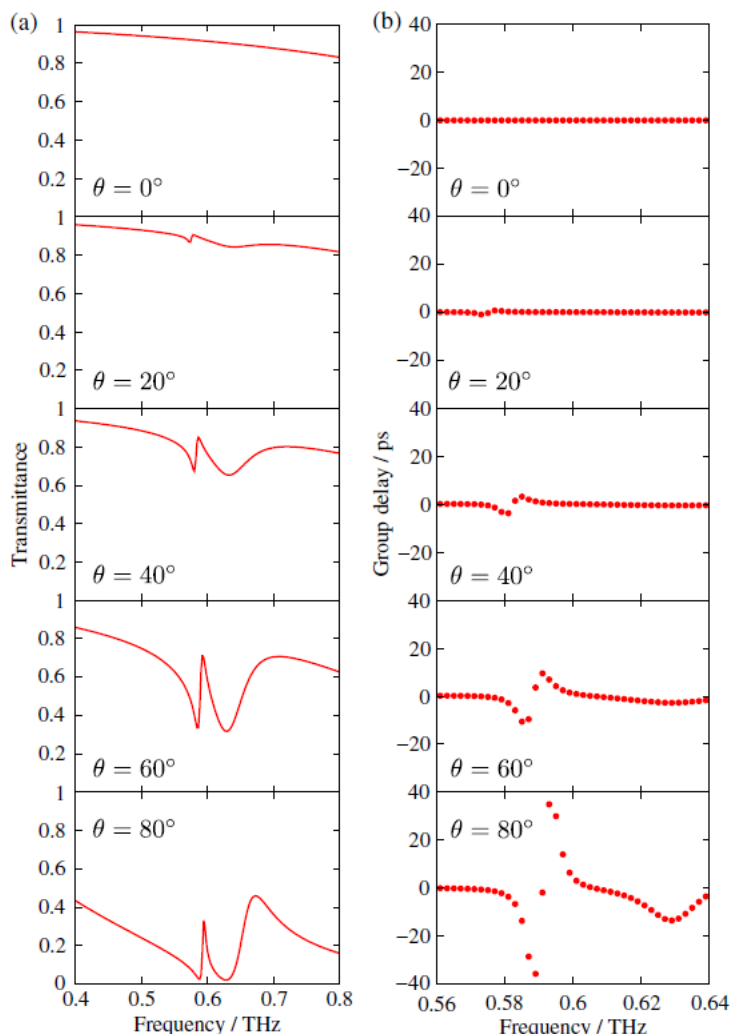 (a)
1
0.8
0.6
0.4
0.2
θ = 0°
1
0.8
0.6
0.4
0.2
θ = 20°
1
0.8
0.6
0.4
0.2
θ = 40°
1
0.8
0.6
0.4
0.2
θ = 60°
1
0.8
0.6
0.4
0.2
0
θ = 80°
Transmittance
0.4 0.5 0.6 0.7 0.8
Frequency / THz
(b)
40
20
0
−20
θ = 0°
40
20
0
−20
θ = 20°
40
20
0
−20
θ = 40°
40
20
0
−20
θ = 60°
40
20
0
−20
−40
θ = 80°
Group delay / ps
0.56 0.58 0.6 0.62 0.64
Frequency / THz